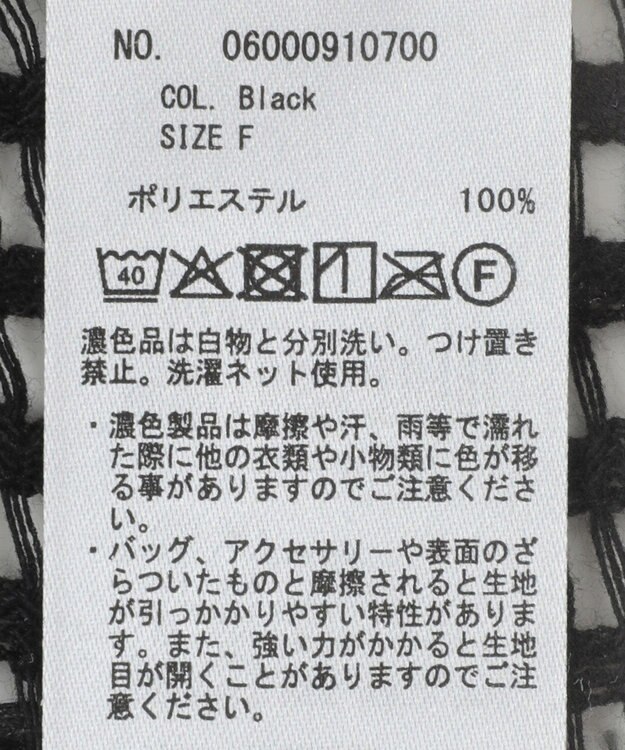 NO. 06000910700
COL. Black
SIZE F
ポリエステル 100%
40 F
濃色品は白物と分別洗い。つけ置き
禁止。洗濯ネット使用。
・濃色製品は摩擦や汗、雨等で濡れ
た際に他の衣類や小物類に色が移
る事がありますのでご注意くださ
い。
・バッグ、アクセサリーや表面のざ
らついたものと摩擦されると生地
が引っかかりやすい特性がありま
す。また、強い力がかかると生地
目が開くことがありますのでご注
意ください。